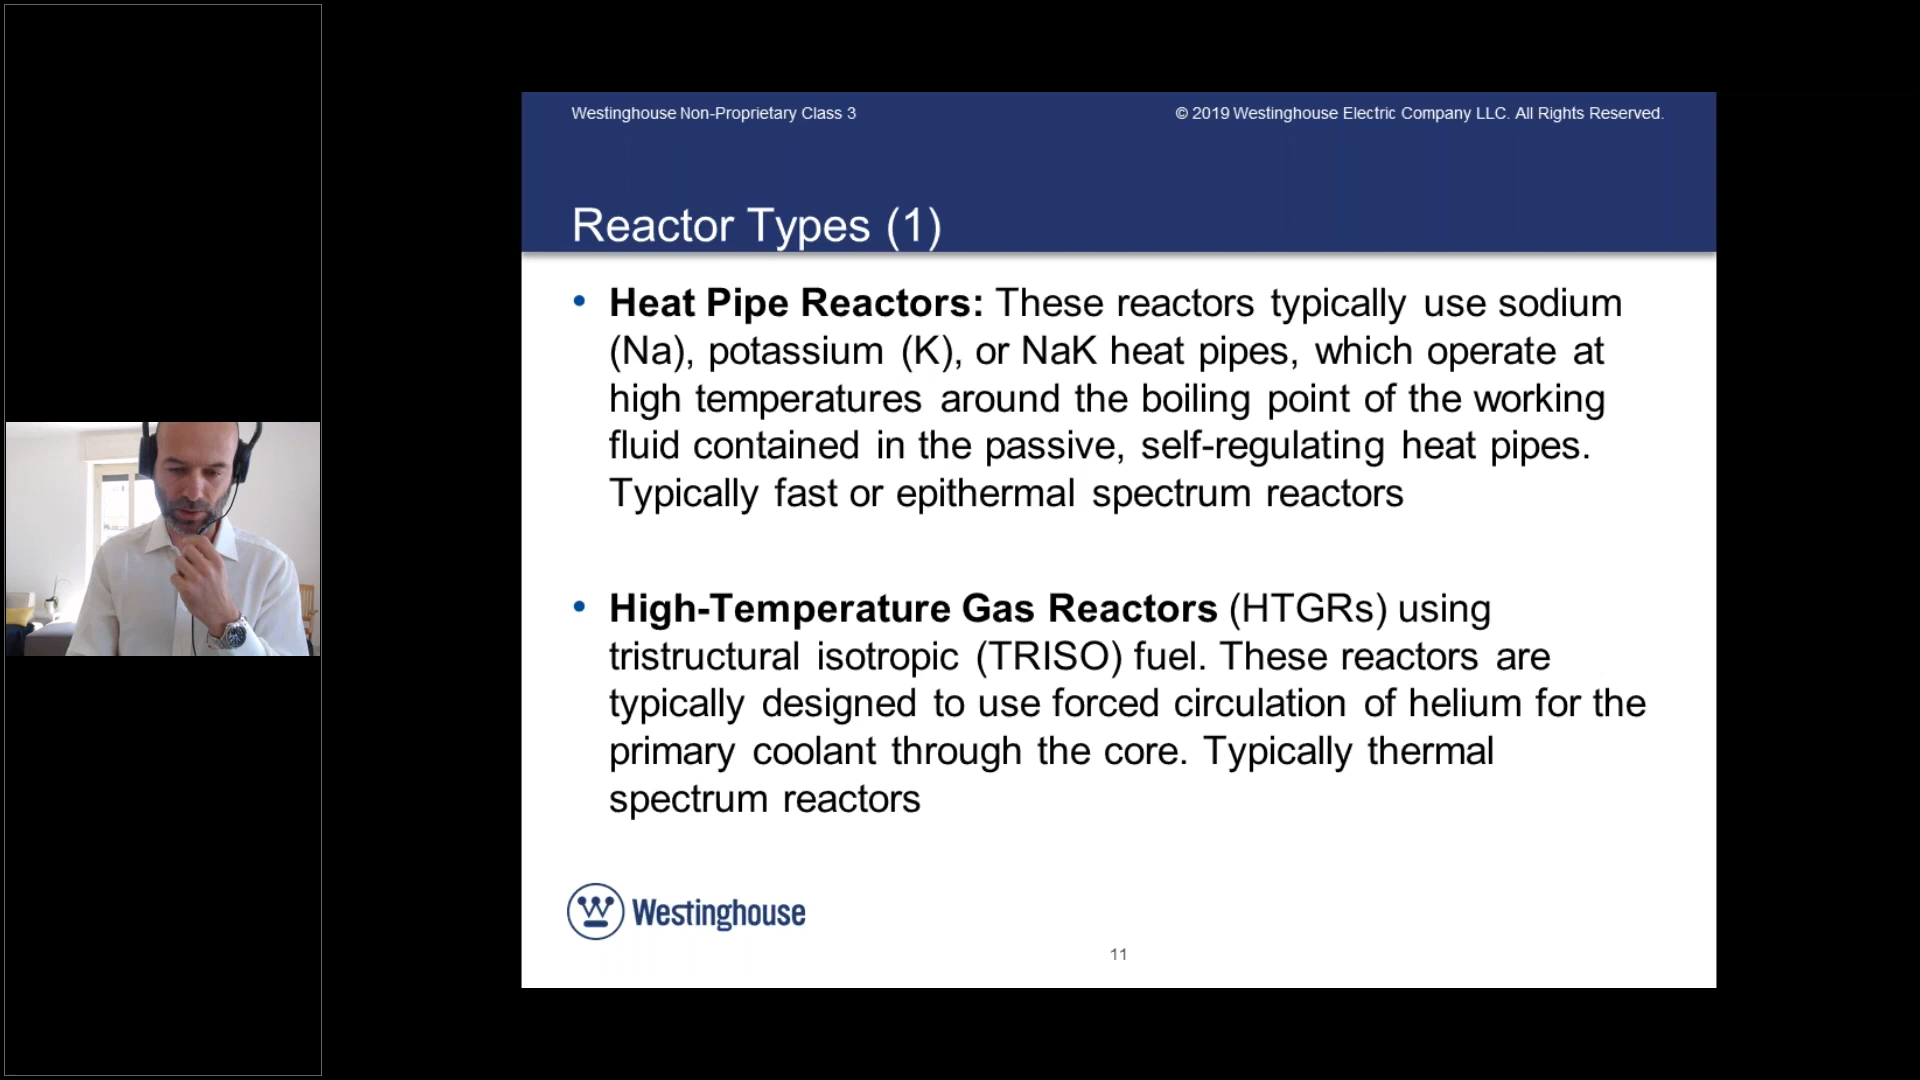 Westinghouse Non-Proprietary Class 3
© 2019 Westinghouse Electric Company LLC. All Rights Reserved.
Reactor Types (1)
• Heat Pipe Reactors: These reactors typically use sodium
(Na), potassium (K), or NaK heat pipes, which operate at
high temperatures around the boiling point of the working
fluid contained in the passive, self-regulating heat pipes.
Typically fast or epithermal spectrum reactors
• High-Temperature Gas Reactors (HTGRs) using
tristructural isotropic (TRISO) fuel. These reactors are
typically designed to use forced circulation of helium for the
primary coolant through the core. Typically thermal
spectrum reactors
Westinghouse
11